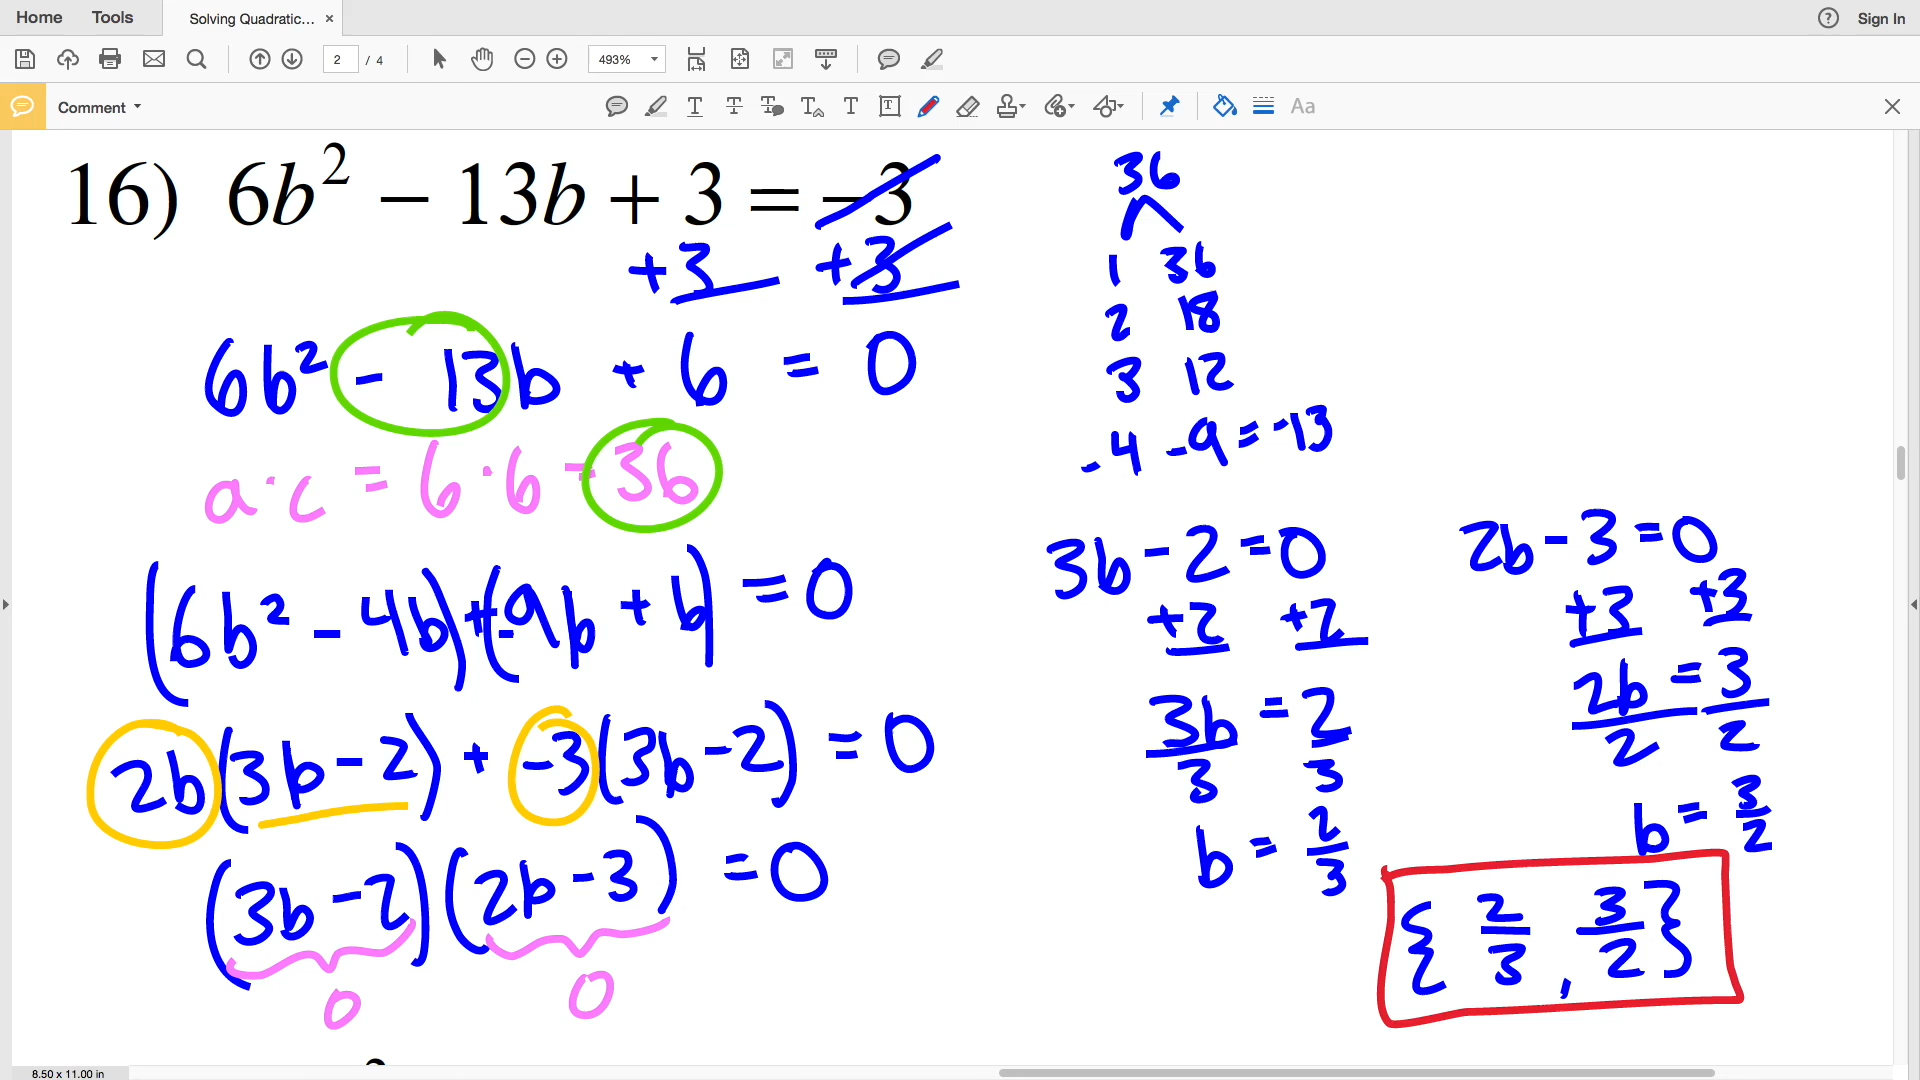 Home Tools Solving Quadratic... × ? Sign In
2 / 4 493%
Comment Aa
16) 6b² − 13b + 3 = −3
+3 +3
6b² − 13b + 6 = 0
a·c = 6·6 = 36
(6b² − 4b) + (−9b + 6) = 0
2b(3b − 2) + −3(3b − 2) = 0
(3b − 2)(2b − 3) = 0
0 0
36
1 36
2 18
3 12
-4 -9 = -13
3b − 2 = 0
+2 +2
3b = 2
3 3
b = 2/3
2b − 3 = 0
+3 +3
2b = 3
2 2
b = 3/2
{ 2/3 , 3/2 }
8.50 x 11.00 in